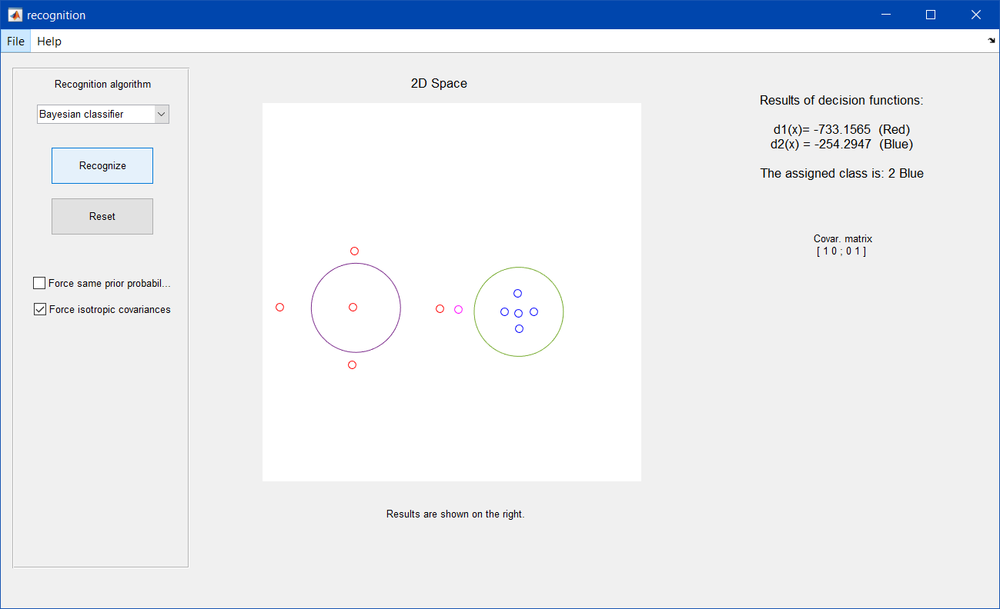 recognition
File Help
Recognition algorithm
Bayesian classifier
Recognize
Reset
Force same prior probabil...
Force isotropic covariances
2D Space
Results are shown on the right.
Results of decision functions:
d1(x)= -733.1565 (Red)
d2(x) = -254.2947 (Blue)
The assigned class is: 2 Blue
Covar. matrix
[ 1 0 ; 0 1 ]